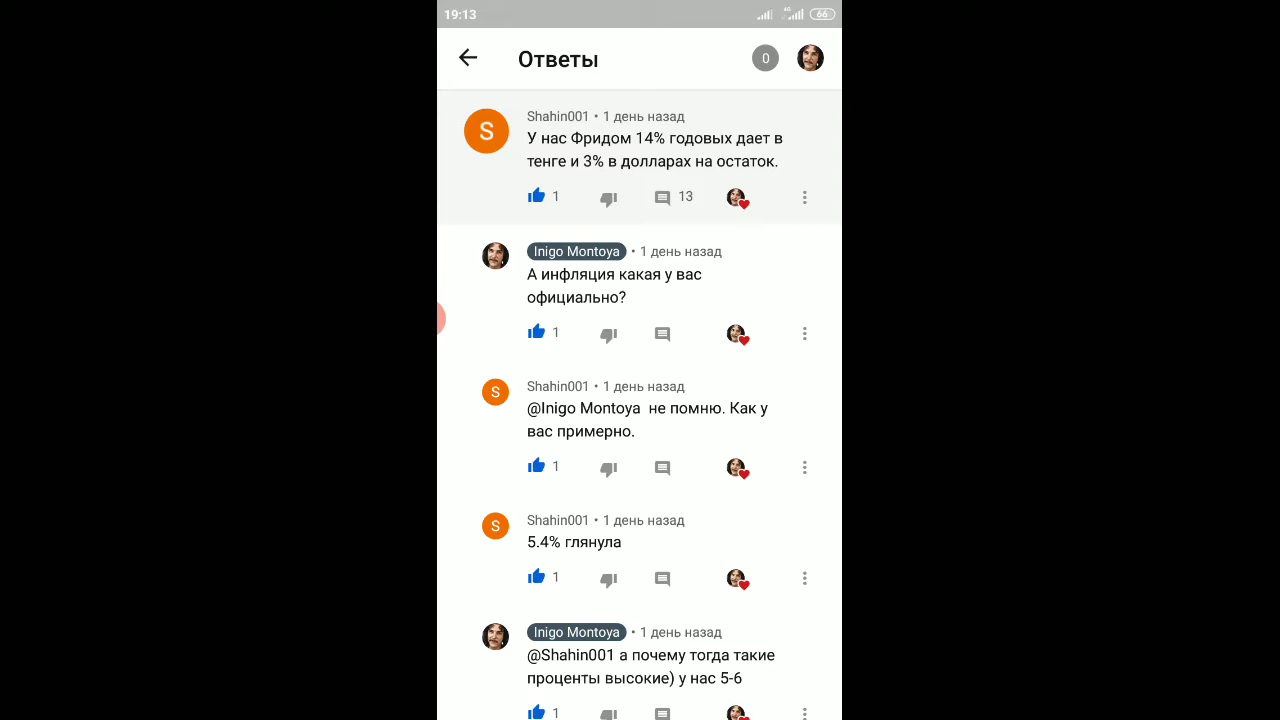 19:13
4G
66
Ответы
0
S
Shahin001 • 1 день назад
У нас Фридом 14% годовых дает в
тенге и 3% в долларах на остаток.
1
13
Inigo Montoya • 1 день назад
А инфляция какая у вас
официально?
1
S
Shahin001 • 1 день назад
@Inigo Montoya  не помню. Как у
вас примерно.
1
S
Shahin001 • 1 день назад
5.4% глянула
1
Inigo Montoya • 1 день назад
@Shahin001 а почему тогда такие
проценты высокие) у нас 5-6
1